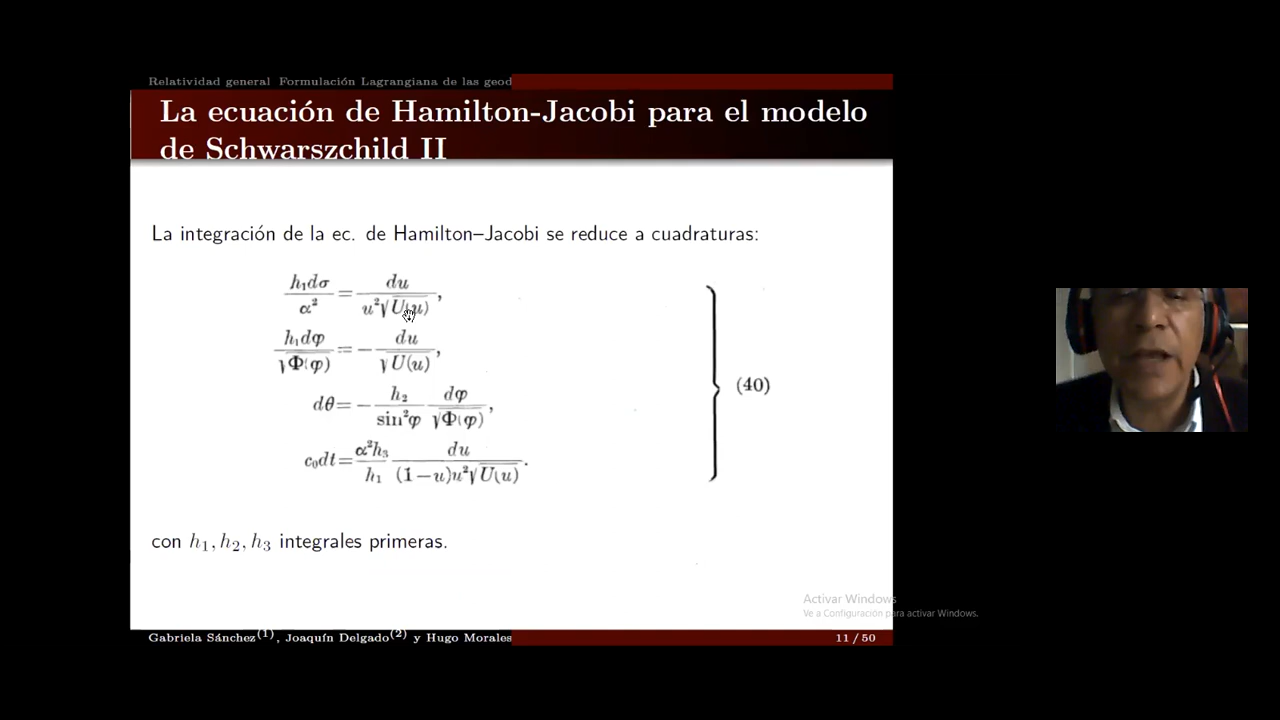 Relatividad general Formulación Lagrangiana de las geod
La ecuación de Hamilton-Jacobi para el modelo
de Schwarszchild II
La integración de la ec. de Hamilton–Jacobi se reduce a cuadraturas:
h₁dσ/α² = du/(u²√U(u)),
h₁dφ/√Φ(φ) = − du/√U(u),
dθ = − h₂/sin²φ dφ/√Φ(φ),
(40)
c₀dt = α²h₃/h₁ du/((1−u)u²√U(u)).
con h₁, h₂, h₃ integrales primeras.
Activar Windows
Ve a Configuración para activar Windows.
Gabriela Sánchez⁽¹⁾, Joaquín Delgado⁽²⁾ y Hugo Morales
11 / 50